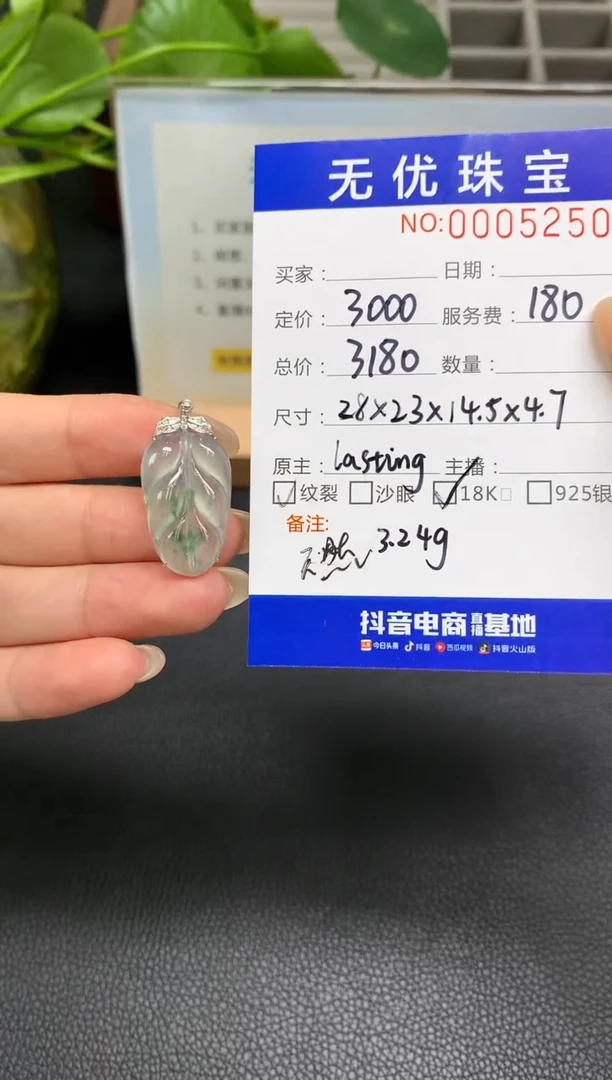 无优珠宝
NO:0005250
买家： 日期：
定价：3000 服务费：180
总价：3180 数量：
尺寸：28×23×14.5×4.7
原主：lasting 主播：
纹裂 沙眼 18K 925银
备注：
天然 3.24g
抖音电商直播基地
今日头条 抖音 西瓜视频 抖音火山版